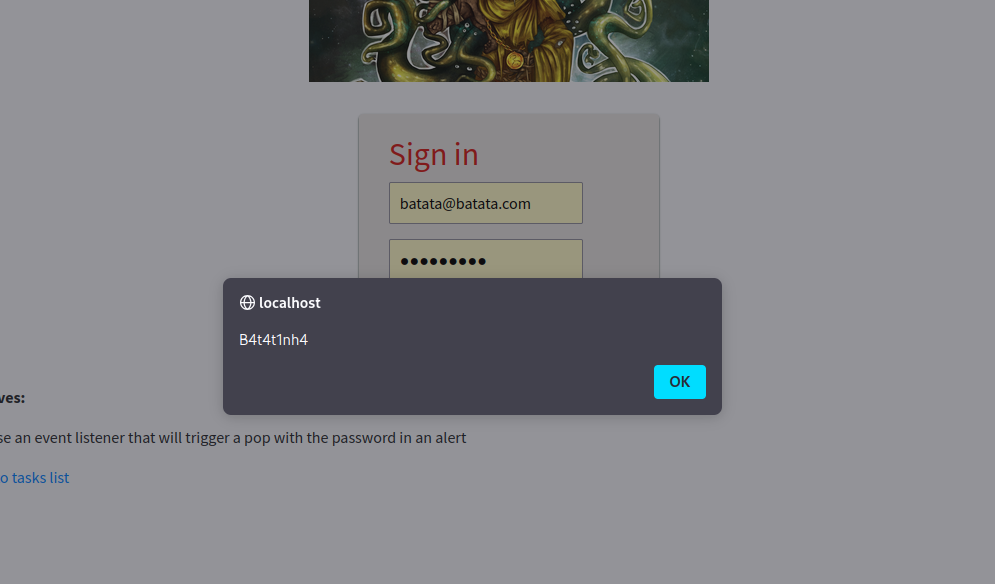 Sign in
batata@batata.com
●●●●●●●●●
localhost
B4t4t1nh4
OK
ves:
se an event listener that will trigger a pop with the password in an alert
o tasks list